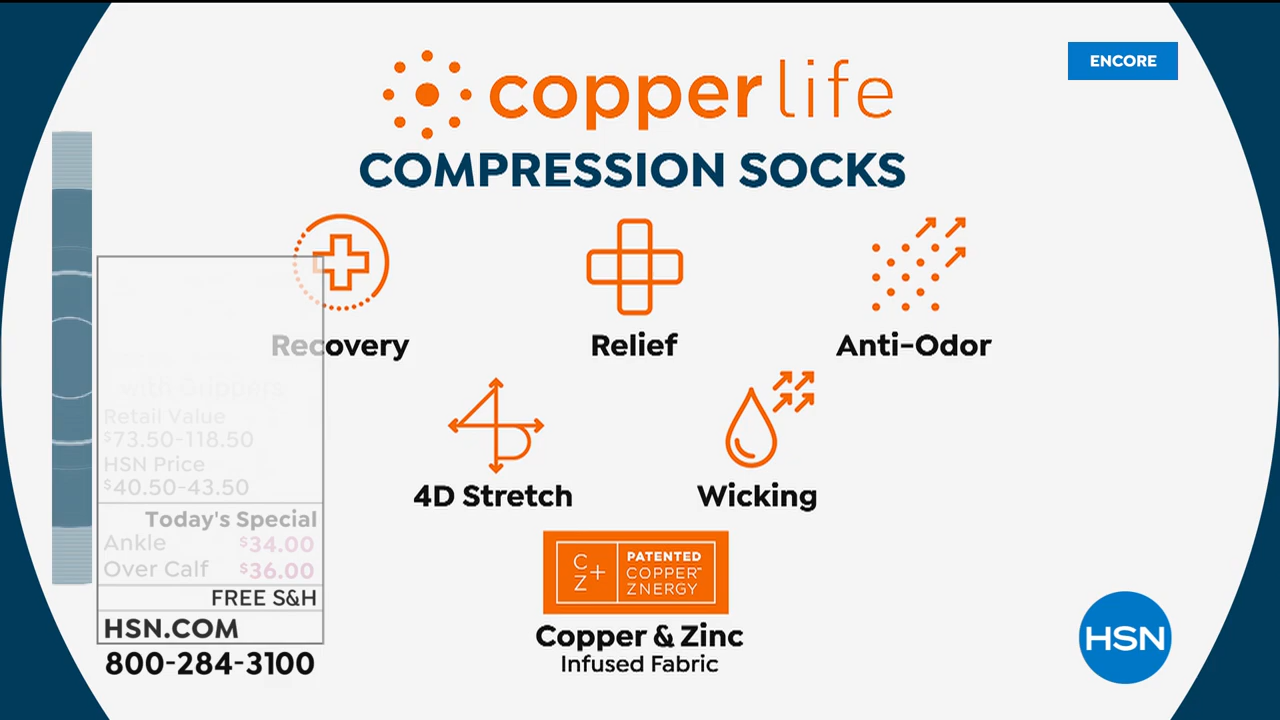 ENCORE
copper life
COMPRESSION SOCKS
Recovery
Relief
Anti-Odor
4D Stretch
Wicking
C+
Z
PATENTED
COPPER™
ZNERGY
Copper & Zinc
Infused Fabric
with Grippers
Retail Value
$73.50-118.50
HSN Price
$40.50-43.50
Today's Special
Ankle $34.00
Over Calf $36.00
FREE S&H
HSN.COM
800-284-3100
HSN